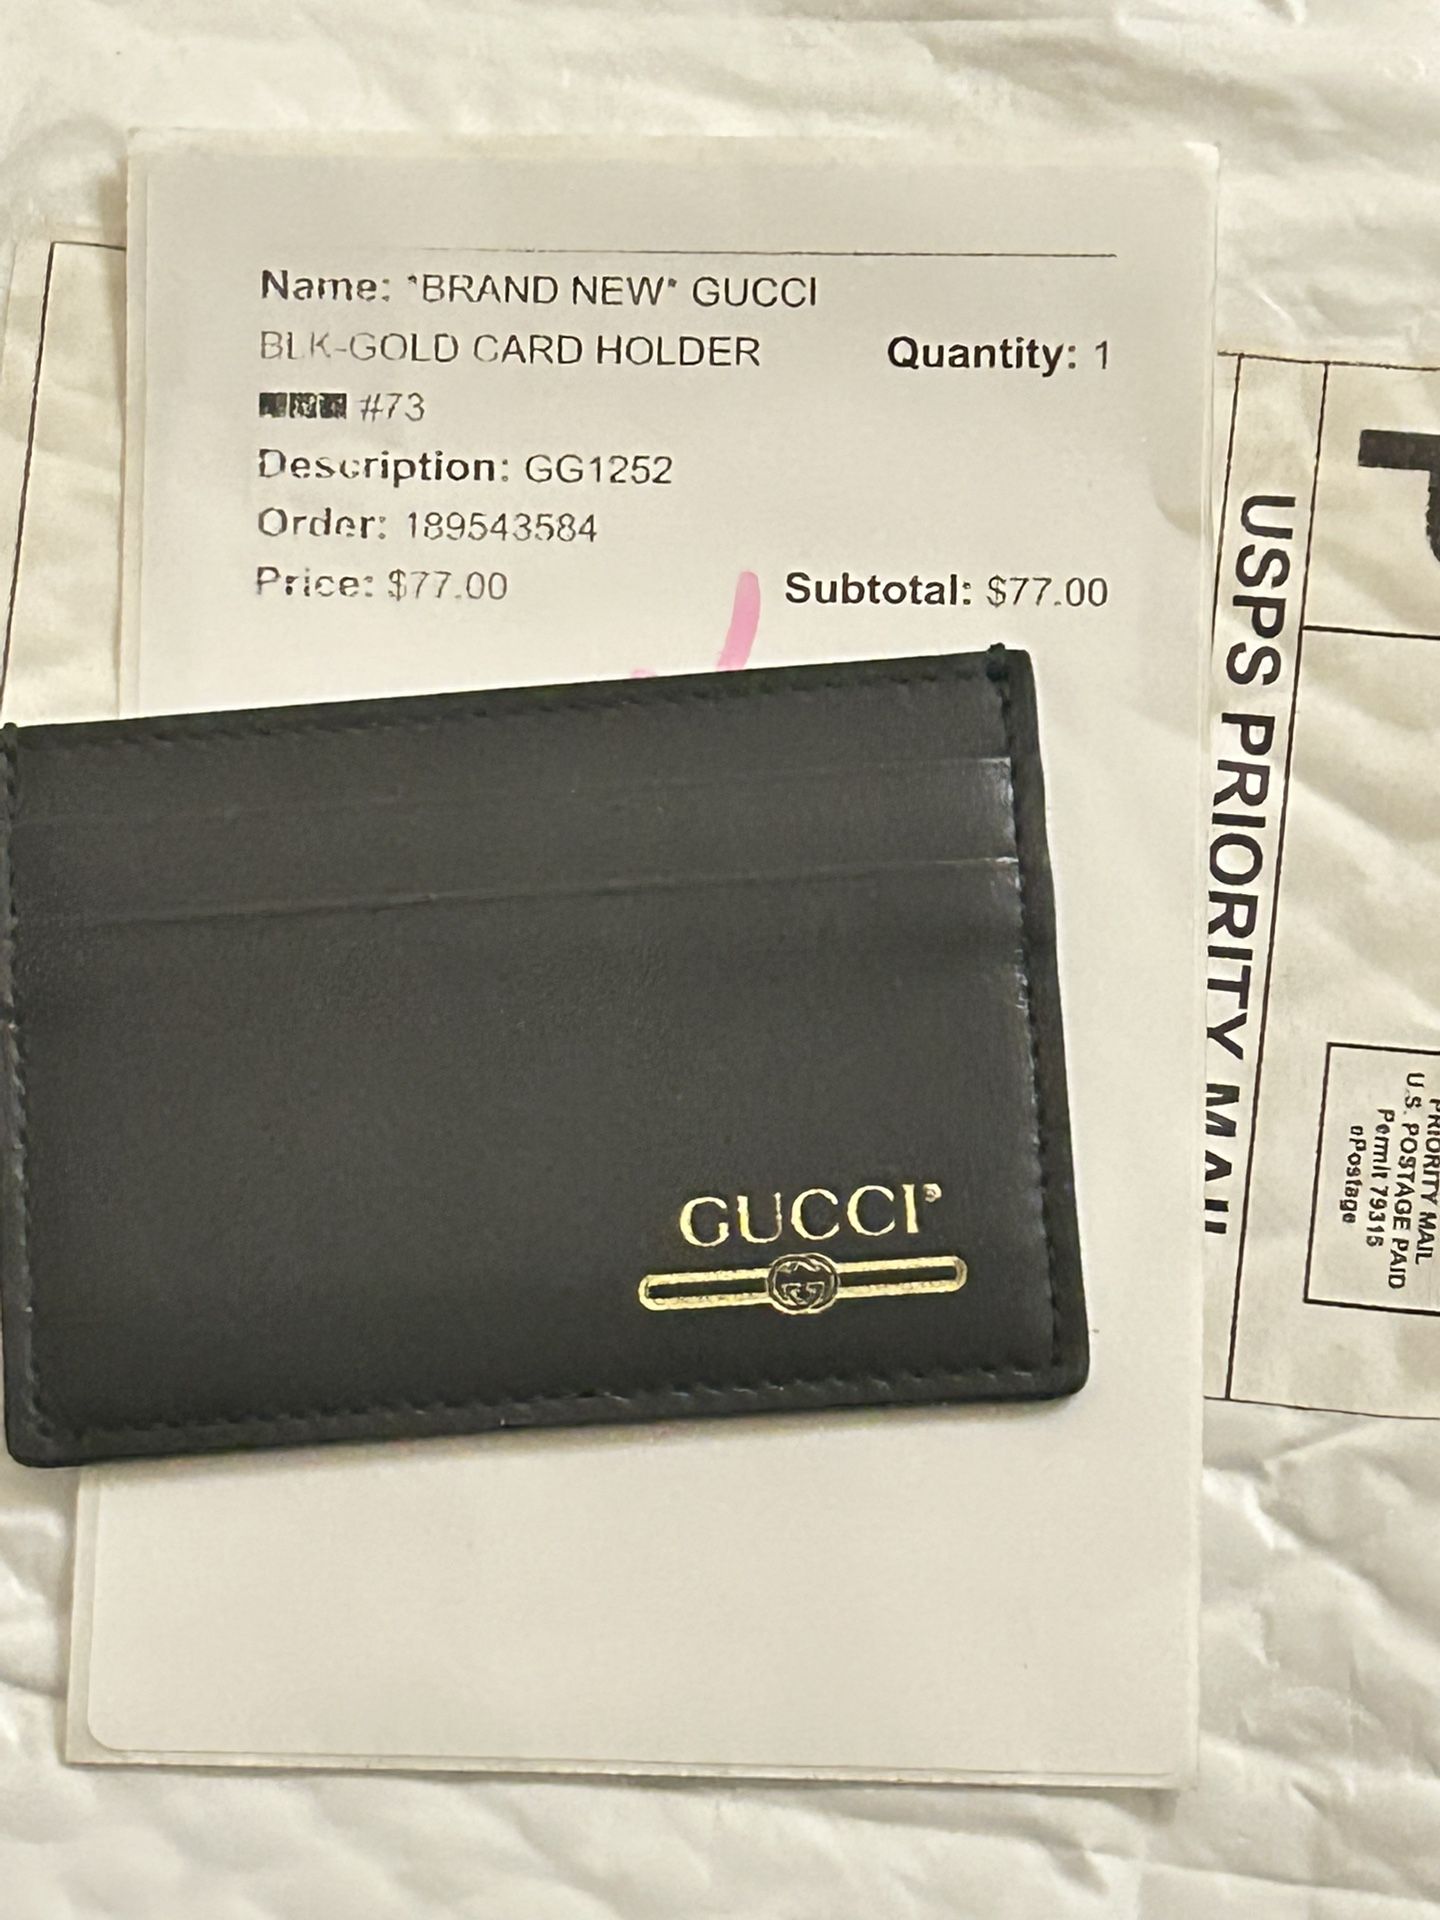 Name: *BRAND NEW* GUCCI
BLK-GOLD CARD HOLDER
Quantity: 1
#73
Description: GG1252
Order: 189543584
Price: $77.00
Subtotal: $77.00
GUCCI®
USPS PRIORITY MAIL
PRIORITY MAIL
U.S. POSTAGE PAID
Permit 79315
ePostage